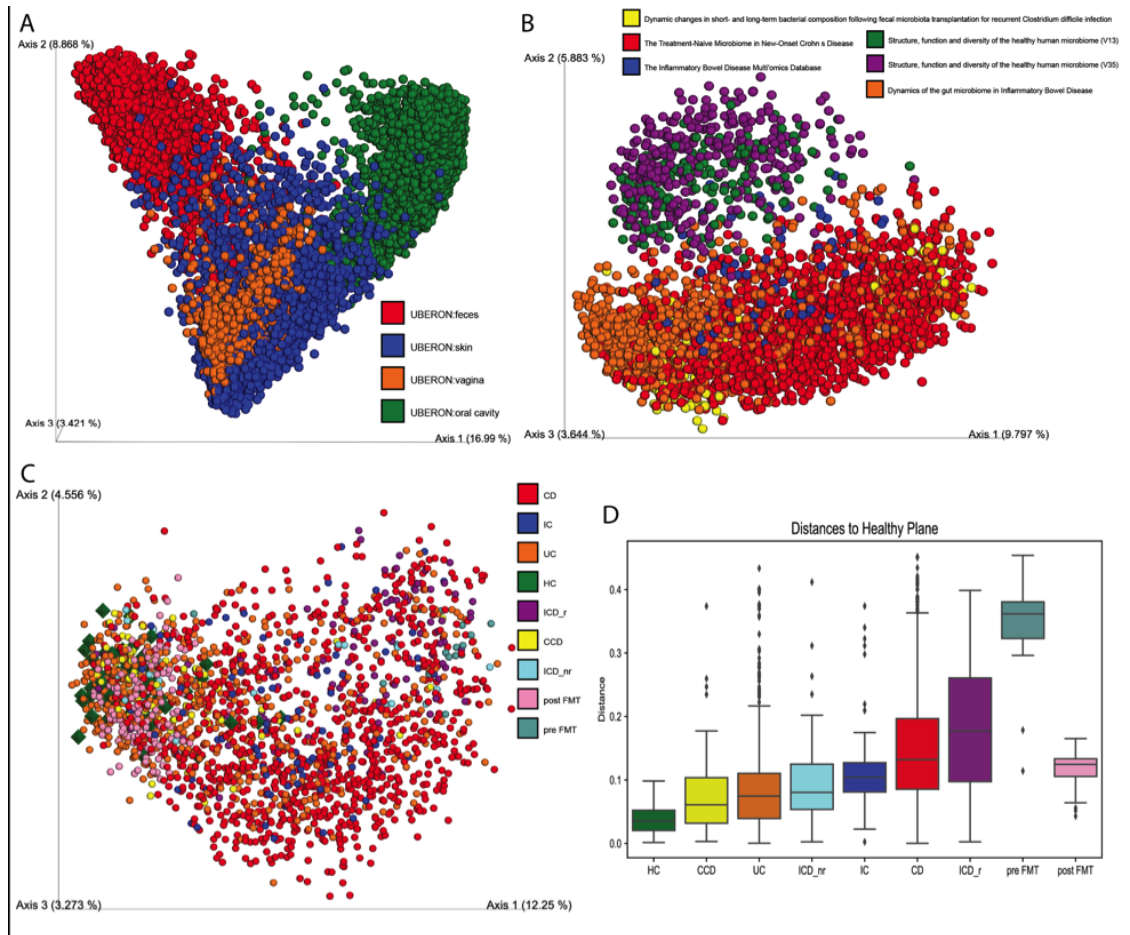 A
Axis 2 (8.868 %)
UBERON:feces
UBERON:skin
UBERON:vagina
UBERON:oral cavity
Axis 3 (3.421 %)
Axis 1 (16.99 %)
B
Dynamic changes in short- and long-term bacterial composition following fecal microbiota transplantation for recurrent Clostridium difficile infection
The Treatment-Naive Microbiome in New-Onset Crohn s Disease
The Inflammatory Bowel Disease Multi'omics Database
Structure, function and diversity of the healthy human microbiome (V13)
Structure, function and diversity of the healthy human microbiome (V35)
Dynamics of the gut microbiome in Inflammatory Bowel Disease
Axis 2 (5.883 %)
Axis 3 (3.644 %)
Axis 1 (9.797 %)
C
Axis 2 (4.556 %)
CD
IC
UC
HC
ICD_r
CCD
ICD_nr
post FMT
pre FMT
Axis 3 (3.273 %)
Axis 1 (12.25 %)
D
Distances to Healthy Plane
Distance
0.4
0.3
0.2
0.1
0.0
HC CCD UC ICD_nr IC CD ICD_r pre FMT post FMT